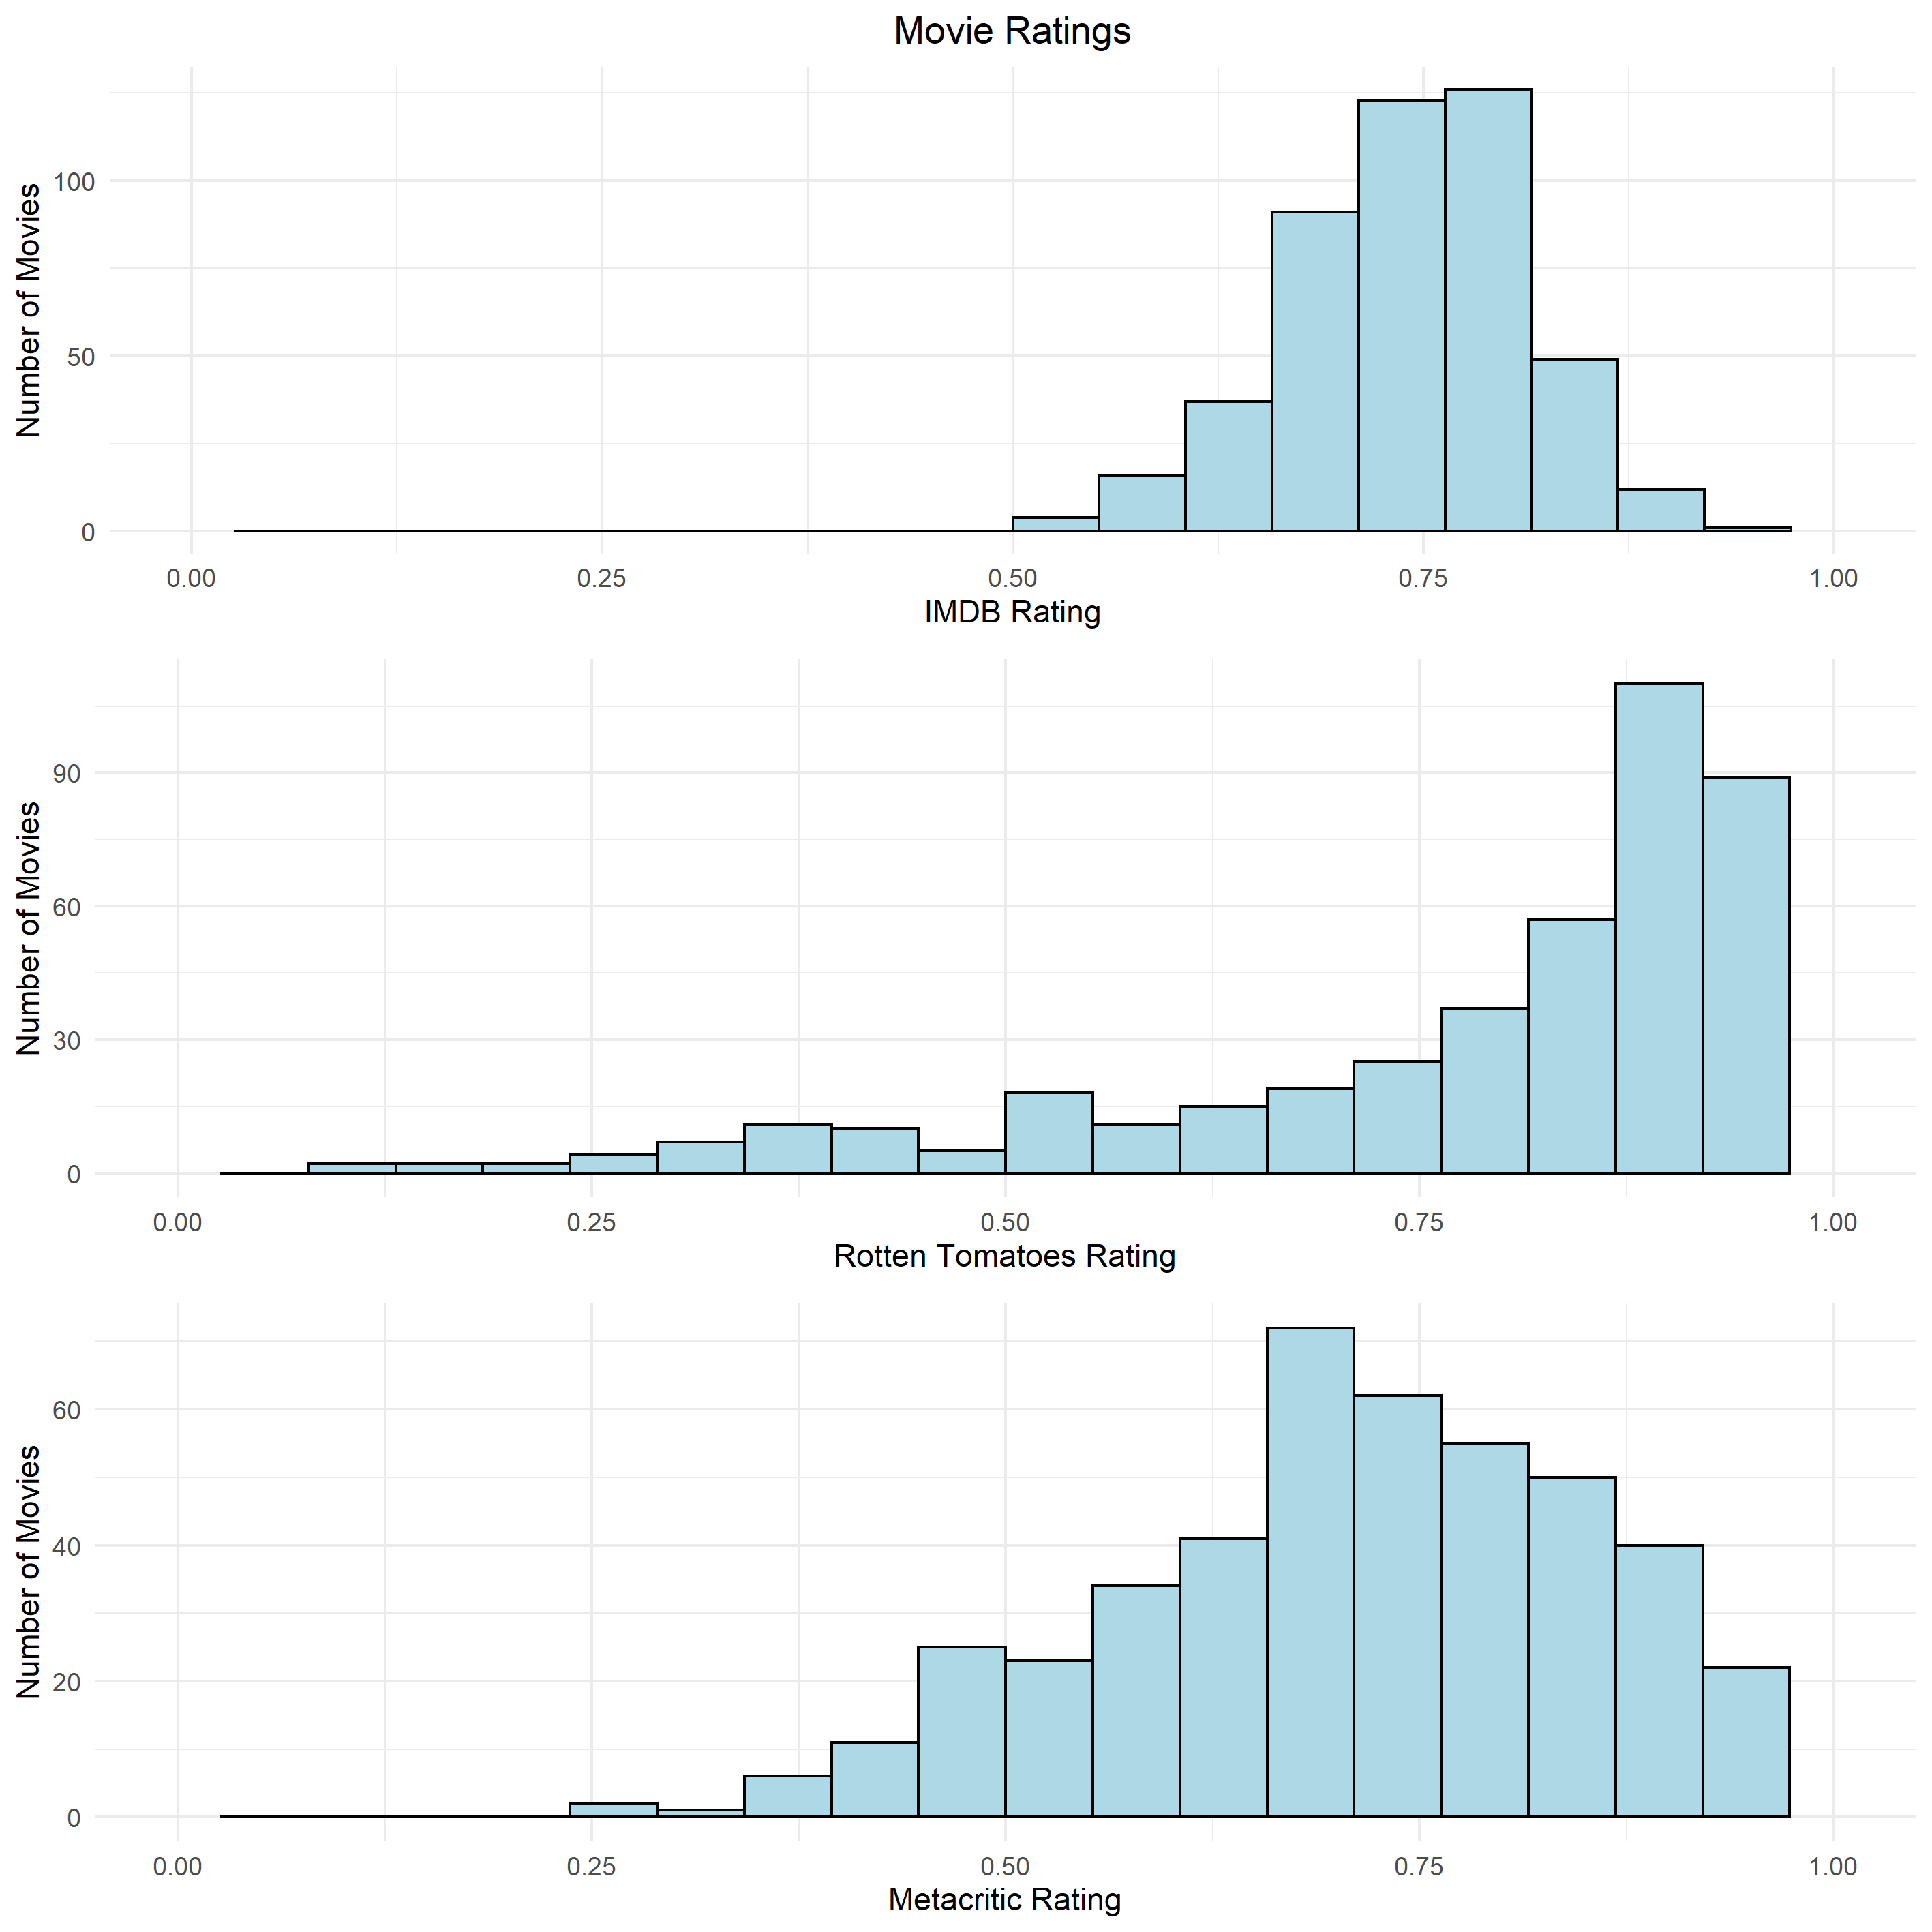 Movie Ratings
Number of Movies
100
50
0
0.00 0.25 0.50 0.75 1.00
IMDB Rating
Number of Movies
90
60
30
0
0.00 0.25 0.50 0.75 1.00
Rotten Tomatoes Rating
Number of Movies
60
40
20
0
0.00 0.25 0.50 0.75 1.00
Metacritic Rating